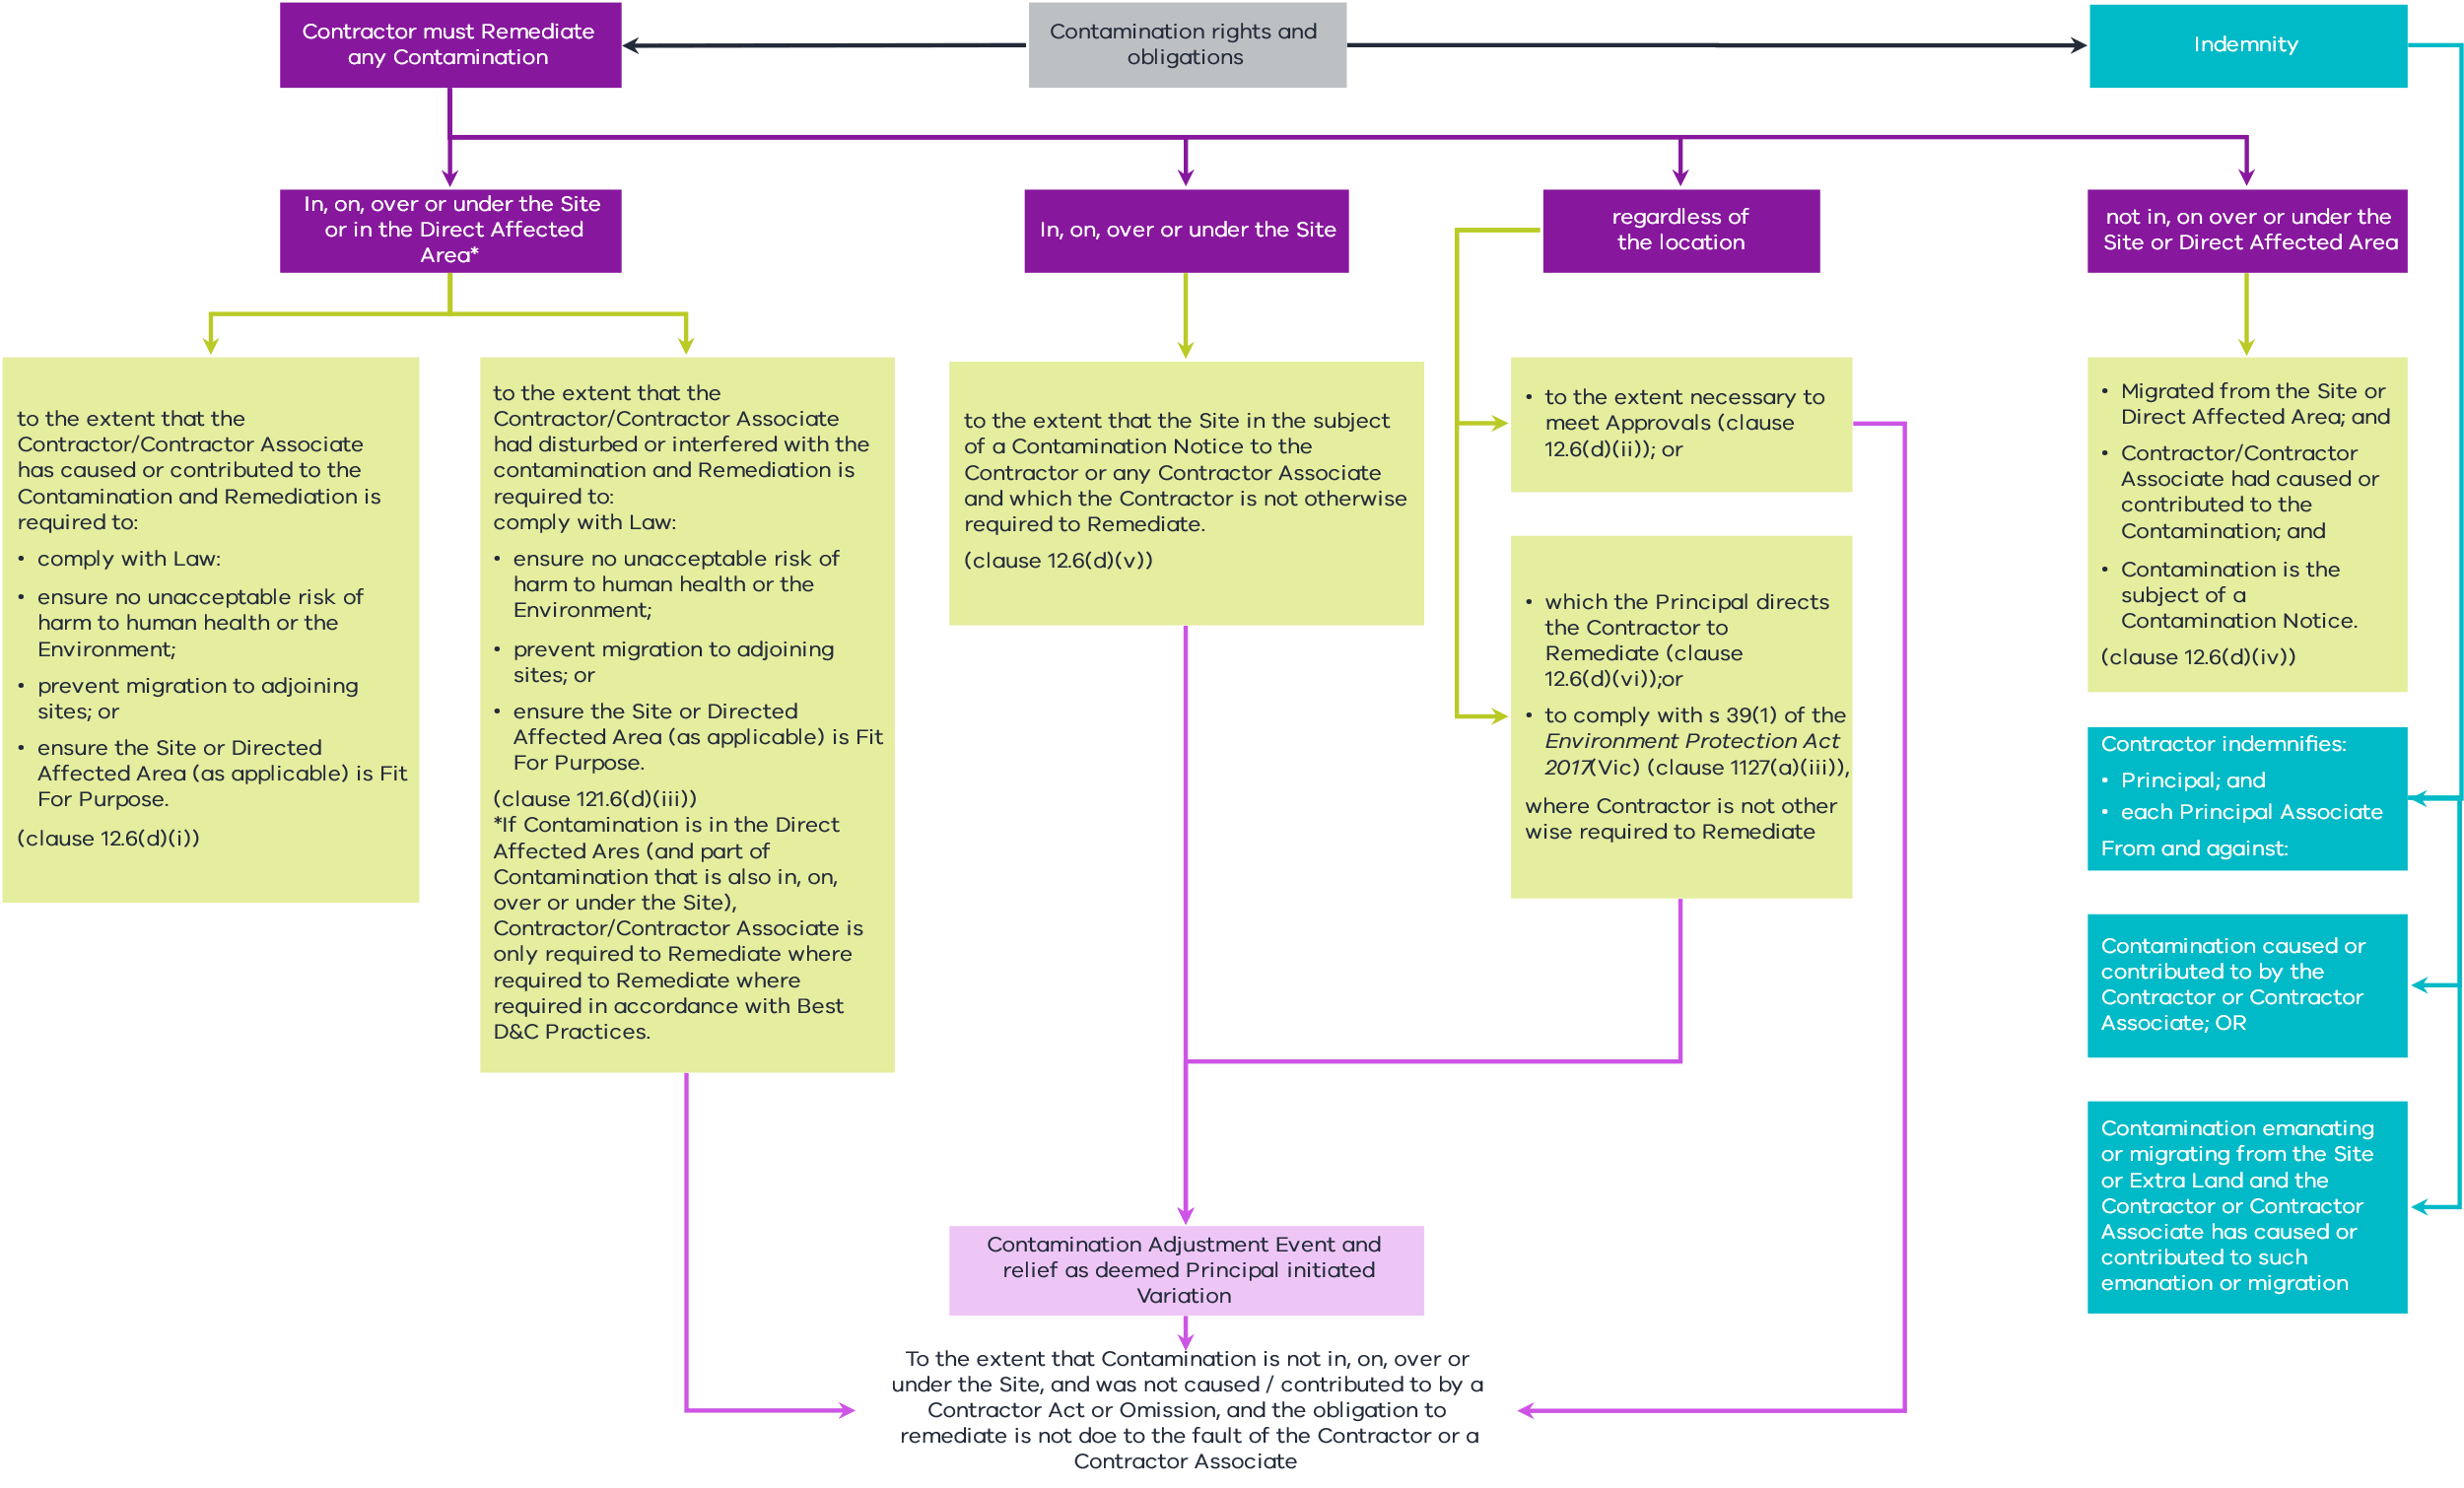 Contractor must Remediate
any Contamination
Contamination rights and
obligations
Indemnity
In, on, over or under the Site
or in the Direct Affected
Area*
In, on, over or under the Site
regardless of
the location
not in, on over or under the
Site or Direct Affected Area
to the extent that the
Contractor/Contractor Associate
has caused or contributed to the
Contamination and Remediation is
required to:
• comply with Law:
• ensure no unacceptable risk of
harm to human health or the
Environment;
• prevent migration to adjoining
sites; or
• ensure the Site or Directed
Affected Area (as applicable) is Fit
For Purpose.
(clause 12.6(d)(i))
to the extent that the
Contractor/Contractor Associate
had disturbed or interfered with the
contamination and Remediation is
required to:
comply with Law:
• ensure no unacceptable risk of
harm to human health or the
Environment;
• prevent migration to adjoining
sites; or
• ensure the Site or Directed
Affected Area (as applicable) is Fit
For Purpose.
(clause 121.6(d)(iii))
*If Contamination is in the Direct
Affected Ares (and part of
Contamination that is also in, on,
over or under the Site),
Contractor/Contractor Associate is
only required to Remediate where
required to Remediate where
required in accordance with Best
D&C Practices.
to the extent that the Site in the subject
of a Contamination Notice to the
Contractor or any Contractor Associate
and which the Contractor is not otherwise
required to Remediate.
(clause 12.6(d)(v))
• to the extent necessary to
meet Approvals (clause
12.6(d)(ii)); or
• which the Principal directs
the Contractor to
Remediate (clause
12.6(d)(vi));or
• to comply with s 39(1) of the
Environment Protection Act
2017(Vic) (clause 1127(a)(iii)),
where Contractor is not other
wise required to Remediate
• Migrated from the Site or
Direct Affected Area; and
• Contractor/Contractor
Associate had caused or
contributed to the
Contamination; and
• Contamination is the
subject of a
Contamination Notice.
(clause 12.6(d)(iv))
Contractor indemnifies:
• Principal; and
• each Principal Associate
From and against:
Contamination caused or
contributed to by the
Contractor or Contractor
Associate; OR
Contamination emanating
or migrating from the Site
or Extra Land and the
Contractor or Contractor
Associate has caused or
contributed to such
emanation or migration
Contamination Adjustment Event and
relief as deemed Principal initiated
Variation
To the extent that Contamination is not in, on, over or
under the Site, and was not caused / contributed to by a
Contractor Act or Omission, and the obligation to
remediate is not doe to the fault of the Contractor or a
Contractor Associate